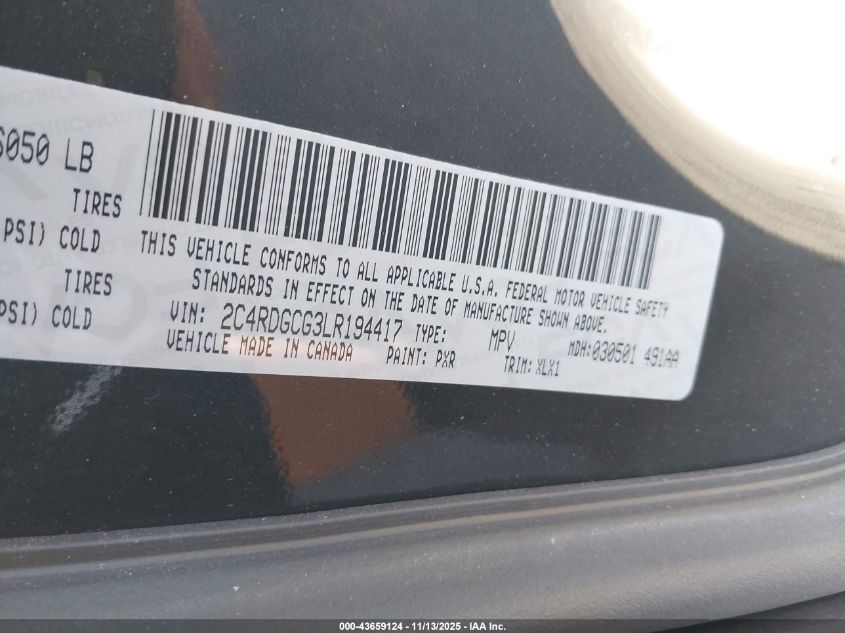 6050 LB
TIRES
PSI) COLD
TIRES
PSI) COLD
THIS VEHICLE CONFORMS TO ALL APPLICABLE U.S.A. FEDERAL MOTOR VEHICLE SAFETY
STANDARDS IN EFFECT ON THE DATE OF MANUFACTURE SHOWN ABOVE.
VIN: 2C4RDGCG3LR194417 TYPE: MPV MDH:030501 491AA
VEHICLE MADE IN CANADA PAINT: PXR TRIM: XLX1
000-43659124 - 11/13/2025 - IAA Inc.